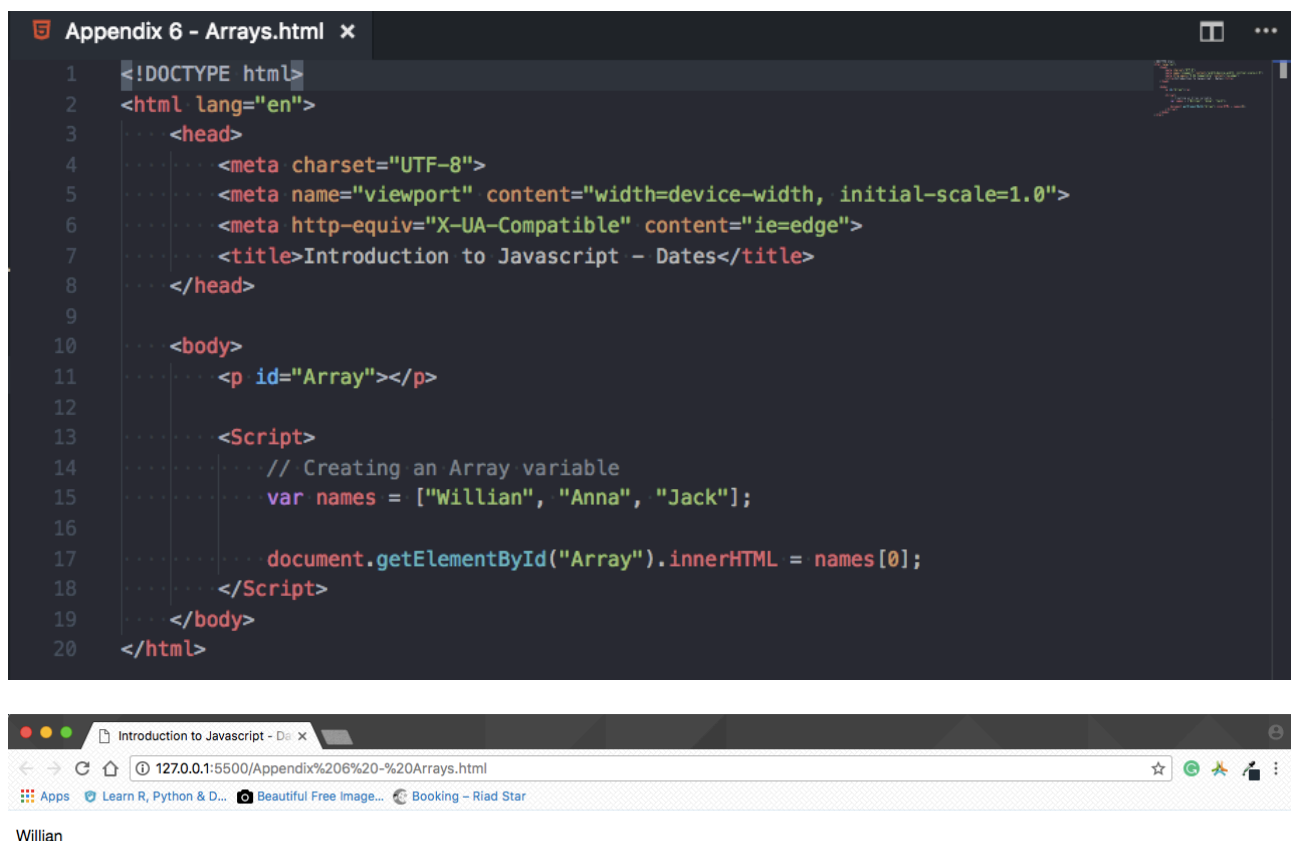 Appendix 6 - Arrays.html ×
1 <!DOCTYPE html>
2 <html lang="en">
3 <head>
4 <meta charset="UTF-8">
5 <meta name="viewport" content="width=device-width, initial-scale=1.0">
6 <meta http-equiv="X-UA-Compatible" content="ie=edge">
7 <title>Introduction to Javascript - Dates</title>
8 </head>
9
10 <body>
11 <p id="Array"></p>
12
13 <Script>
14 // Creating an Array variable
15 var names = ["Willian", "Anna", "Jack"];
16
17 document.getElementById("Array").innerHTML = names[0];
18 </Script>
19 </body>
20 </html>
Introduction to Javascript - Da ×
127.0.0.1:5500/Appendix%206%20-%20Arrays.html
Apps Learn R, Python & D... Beautiful Free Image... Booking – Riad Star
Willian